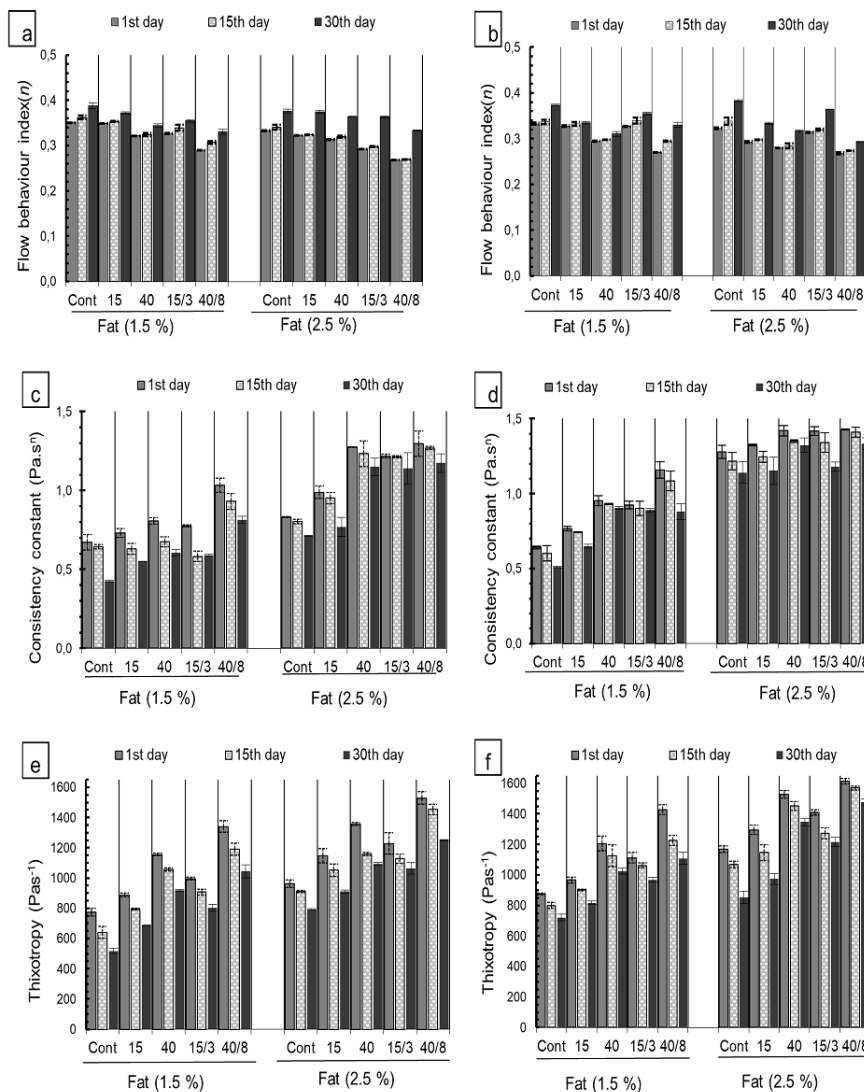 a
1st day 15th day 30th day
Flow behaviour index(n)
0,5
0,4
0,3
0,2
0,1
0,0
Cont 15 40 15/3 40/8 Cont 15 40 15/3 40/8
Fat (1.5 %) Fat (2.5 %)
b
1st day 15th day 30th day
Flow behaviour index(n)
0,5
0,4
0,3
0,2
0,1
0,0
Cont 15 40 15/3 40/8 Cont 15 40 15/3 40/8
Fat (1.5 %) Fat (2.5 %)
c
1st day 15th day 30th day
Consistency constant (Pa.sⁿ)
1,5
1,0
0,5
0,0
Cont 15 40 15/3 40/8 Cont 15 40 15/3 40/8
Fat (1.5 %) Fat (2.5 %)
d
1st day 15th day 30th day
Consistency constant (Pa.sⁿ)
1,5
1,0
0,5
0,0
Cont 15 40 15/3 40/8 Cont 15 40 15/3 40/8
Fat (1.5 %) Fat (2.5 %)
e
1st day 15th day 30th day
Thixotropy (Pas⁻¹)
1600
1400
1200
1000
800
600
400
200
0
Cont 15 40 15/3 40/8 Cont 15 40 15/3 40/8
Fat (1.5 %) Fat (2.5 %)
f
1st day 15th day 30th day
Thixotropy (Pas⁻¹)
1600
1400
1200
1000
800
600
400
200
0
Cont 15 40 15/3 40/8 Cont 15 40 15/3 40/8
Fat (1.5 %) Fat (2.5 %)